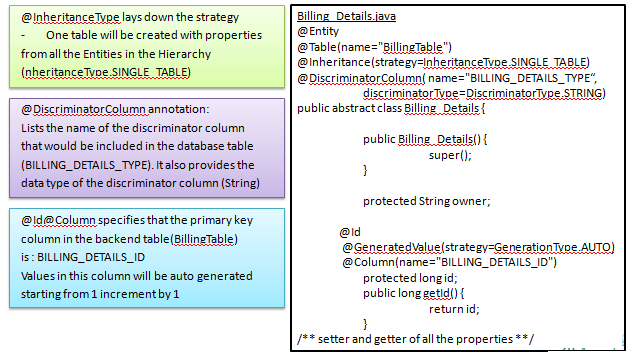 @InheritanceType lays down the strategy
- One table will be created with properties
from all the Entities in the Hierarchy
(nheritanceType.SINGLE_TABLE)
@DiscriminatorColumn annotation:
Lists the name of the discriminator column
that would be included in the database table
(BILLING_DETAILS_TYPE). It also provides the
data type of the discriminator column (String)
@Id@Column specifies that the primary key
column in the backend table(BillingTable)
is : BILLING_DETAILS_ID
Values in this column will be auto generated
starting from 1 increment by 1
Billing_Details.java
@Entity
@Table(name="BillingTable")
@Inheritance(strategy=InheritanceType.SINGLE_TABLE)
@DiscriminatorColumn( name="BILLING_DETAILS_TYPE“,
discriminatorType=DiscriminatorType.STRING)
public abstract class Billing_Details {
public Billing_Details() {
super();
}
protected String owner;
@Id
@GeneratedValue(strategy=GenerationType.AUTO)
@Column(name="BILLING_DETAILS_ID")
protected long id;
public long getId() {
return id;
}
/** setter and getter of all the properties **/